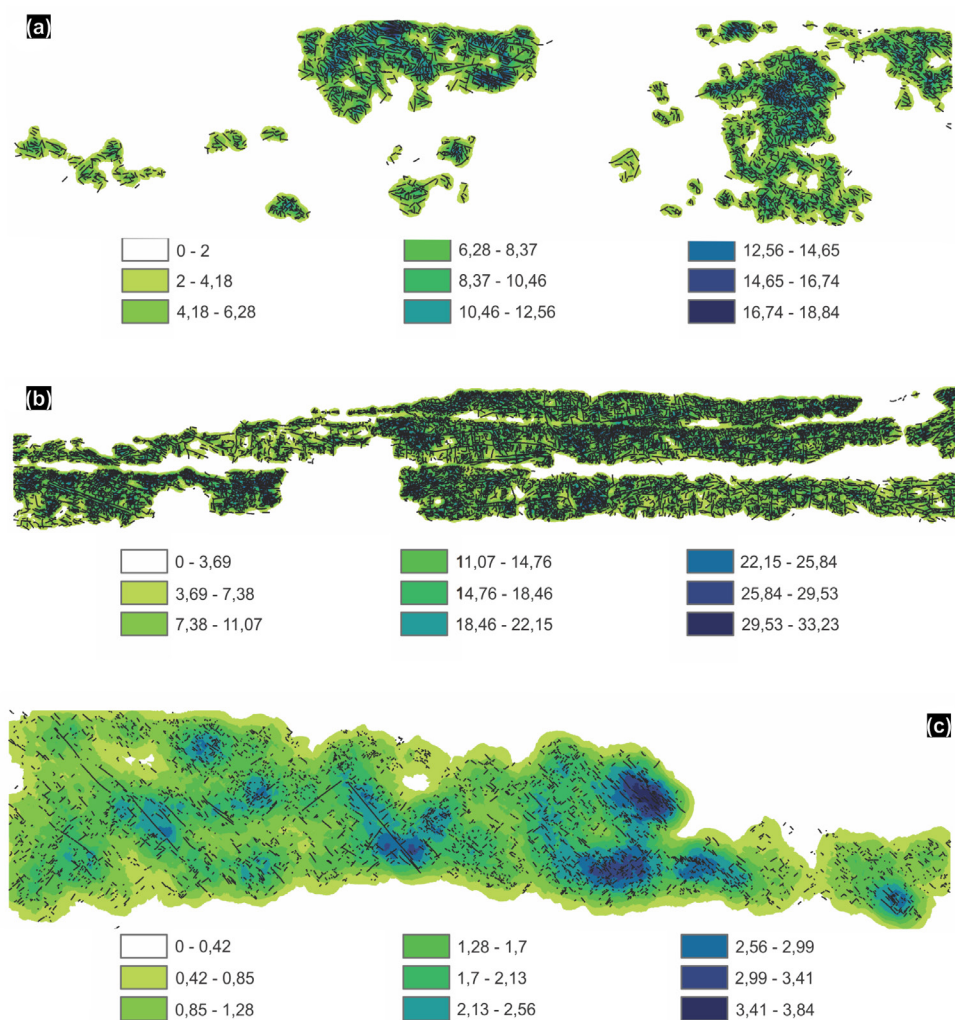 (a)
0 - 2
6,28 - 8,37
12,56 - 14,65
2 - 4,18
8,37 - 10,46
14,65 - 16,74
4,18 - 6,28
10,46 - 12,56
16,74 - 18,84
(b)
0 - 3,69
11,07 - 14,76
22,15 - 25,84
3,69 - 7,38
14,76 - 18,46
25,84 - 29,53
7,38 - 11,07
18,46 - 22,15
29,53 - 33,23
(c)
0 - 0,42
1,28 - 1,7
2,56 - 2,99
0,42 - 0,85
1,7 - 2,13
2,99 - 3,41
0,85 - 1,28
2,13 - 2,56
3,41 - 3,84